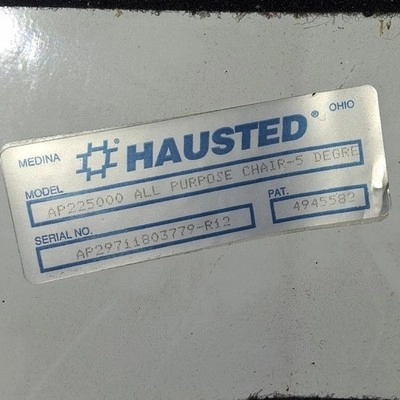 MEDINA HAUSTED® OHIO
MODEL
AP225000 ALL PURPOSE CHAIR-5 DEGRE
SERIAL NO. PAT.
AP29711803779-R12 4945582